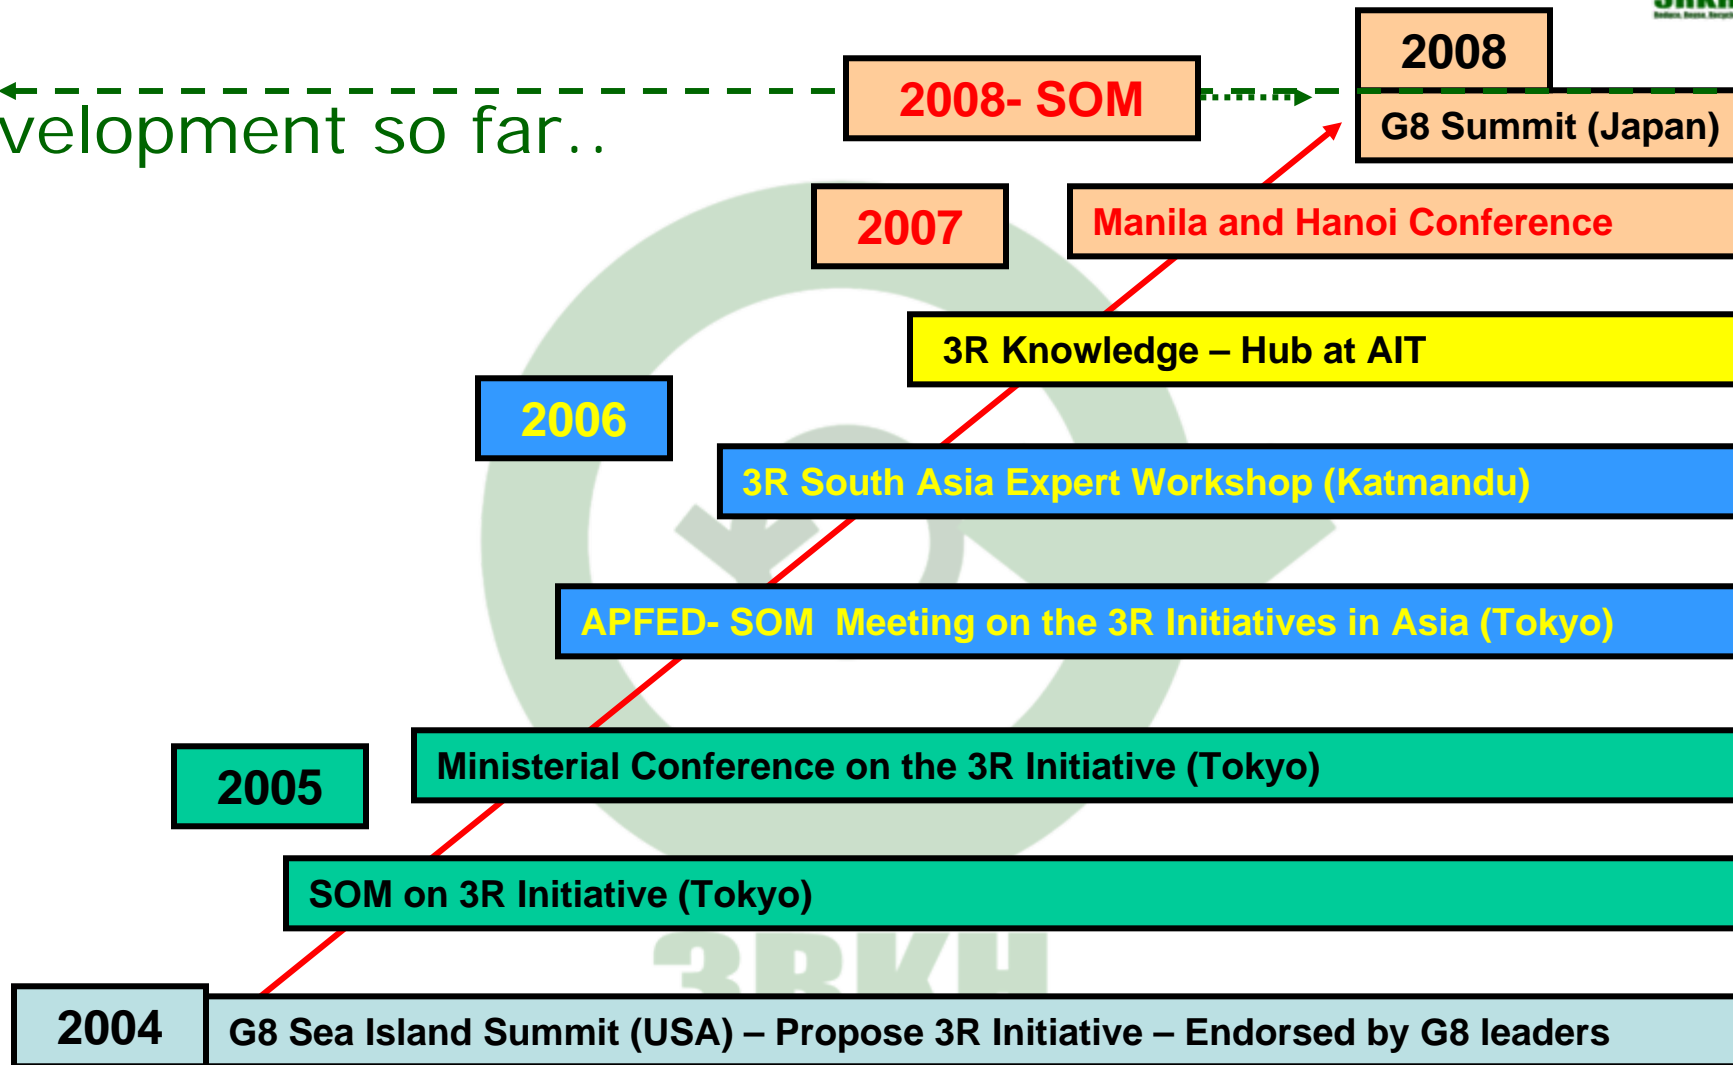 2008
2008- SOM
velopment so far..
G8 Summit (Japan)
2007
Manila and Hanoi Conference
3R Knowledge – Hub at AIT
2006
3R South Asia Expert Workshop (Katmandu)
APFED- SOM  Meeting on the 3R Initiatives in Asia (Tokyo)
2005
Ministerial Conference on the 3R Initiative (Tokyo)
SOM on 3R Initiative (Tokyo)
3RKH
2004
G8 Sea Island Summit (USA) – Propose 3R Initiative – Endorsed by G8 leaders